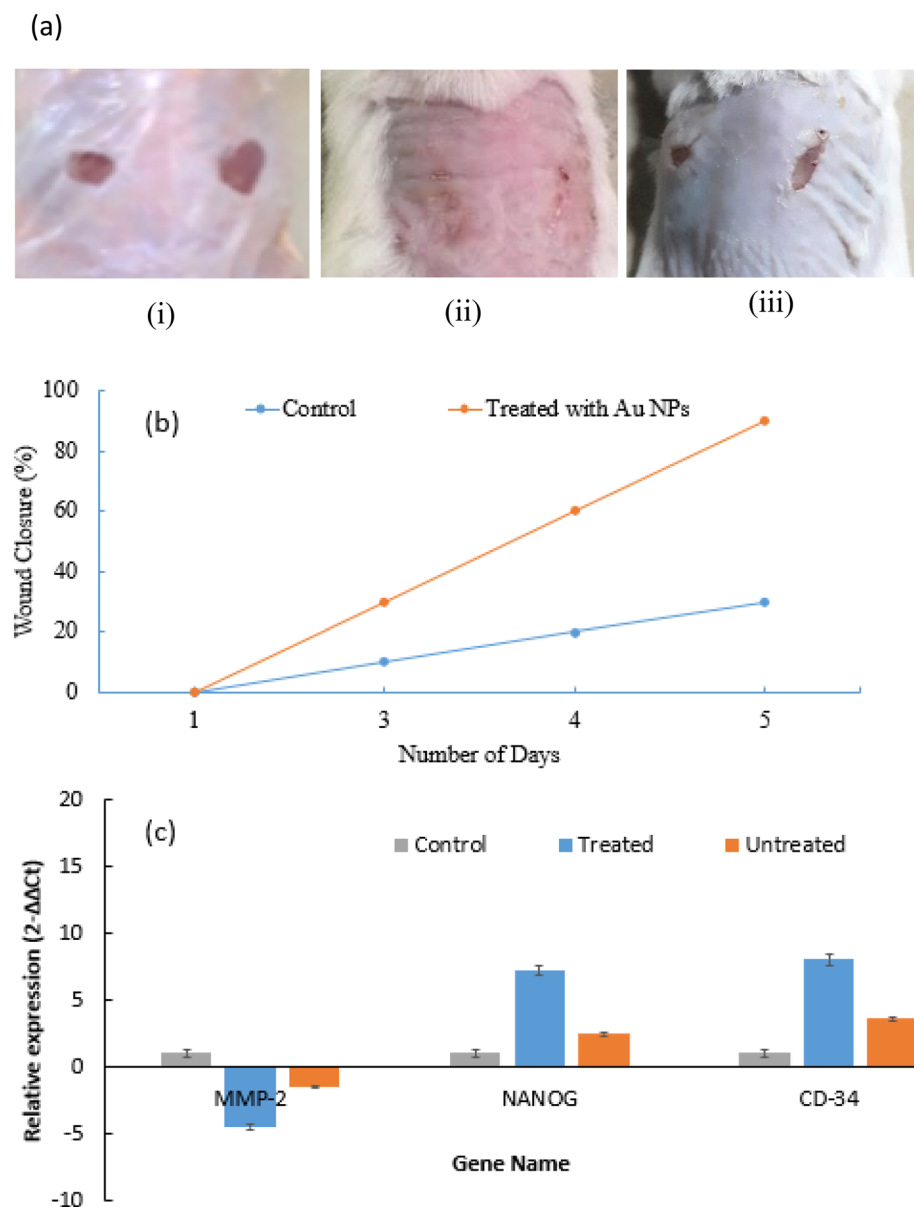 (a)
(i)
(ii)
(iii)
100
80
60
40
20
0
Wound Closure (%)
(b)
Control
Treated with Au NPs
1
3
4
5
Number of Days
20
15
10
5
0
-5
-10
Relative expression (2-ΔΔCt)
(c)
Control
Treated
Untreated
MMP-2
NANOG
CD-34
Gene Name